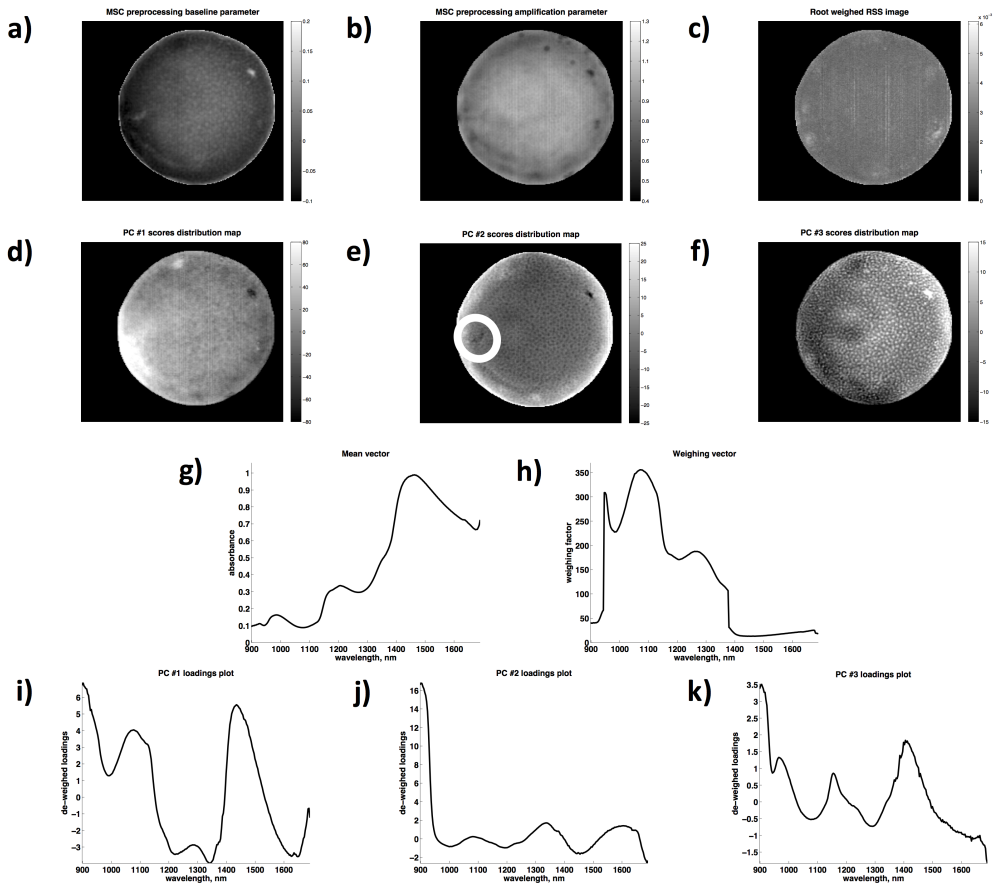 a)
MSC preprocessing baseline parameter
0.2
0.15
0.1
0.05
0
−0.05
−0.1
b)
MSC preprocessing amplification parameter
1.3
1.2
1.1
1
0.9
0.8
0.7
0.6
0.5
0.4
c)
Root weighed RSS image
6
5
4
3
2
1
0
d)
PC #1 scores distribution map
80
60
40
20
0
−20
−40
−60
−80
e)
PC #2 scores distribution map
25
20
15
10
5
0
−5
−10
−15
−20
−25
f)
PC #3 scores distribution map
15
10
5
0
−5
−10
−15
g)
Mean vector
absorbance
1
0.9
0.8
0.7
0.6
0.5
0.4
0.3
0.2
0.1
0
900 1000 1100 1200 1300 1400 1500 1600
wavelength, nm
h)
Weighing vector
weighing factor
350
300
250
200
150
100
50
0
900 1000 1100 1200 1300 1400 1500 1600
wavelength, nm
i)
PC #1 loadings plot
de−weighed loadings
6
5
4
3
2
1
0
−1
−2
−3
900 1000 1100 1200 1300 1400 1500 1600
wavelength, nm
j)
PC #2 loadings plot
de−weighed loadings
16
14
12
10
8
6
4
2
0
−2
900 1000 1100 1200 1300 1400 1500 1600
wavelength, nm
k)
PC #3 loadings plot
de−weighed loadings
3.5
3
2.5
2
1.5
1
0.5
0
−0.5
−1
−1.5
900 1000 1100 1200 1300 1400 1500 1600
wavelength, nm